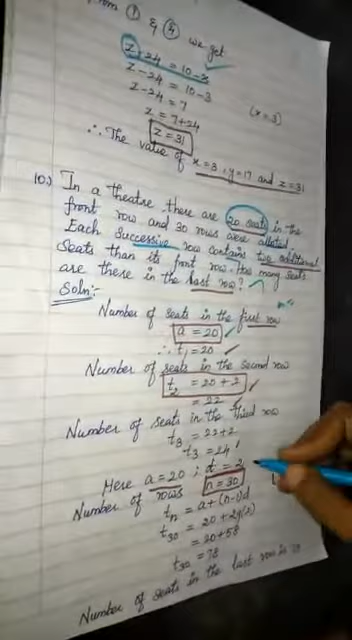 From ① & ④ we get
z-24 = 10-x
z-24 = 10-3
z-24 = 7
(x=3)
z = 7+24
z = 31
∴ The value of x=3, y=17 and z=31
10.) In a theatre there are 20 seats in the
front row and 30 rows were allotted.
Each successive row contains two additional
seats than its front row. How many seats
are these in the last row?
Soln:-
Number of seats in the first row
a = 20
∴ t₁ = 20
Number of seats in the second row
t₂ = 20+2
= 22
Number of seats in the third row
t₃ = 22+2
t₃ = 24
Here a=20 ; d=2
Number of rows n=30
tn = a+(n-1)d
t₃₀ = 20+29(2)
= 20+58
t₃₀ = 78
Number of seats in the last row is 78